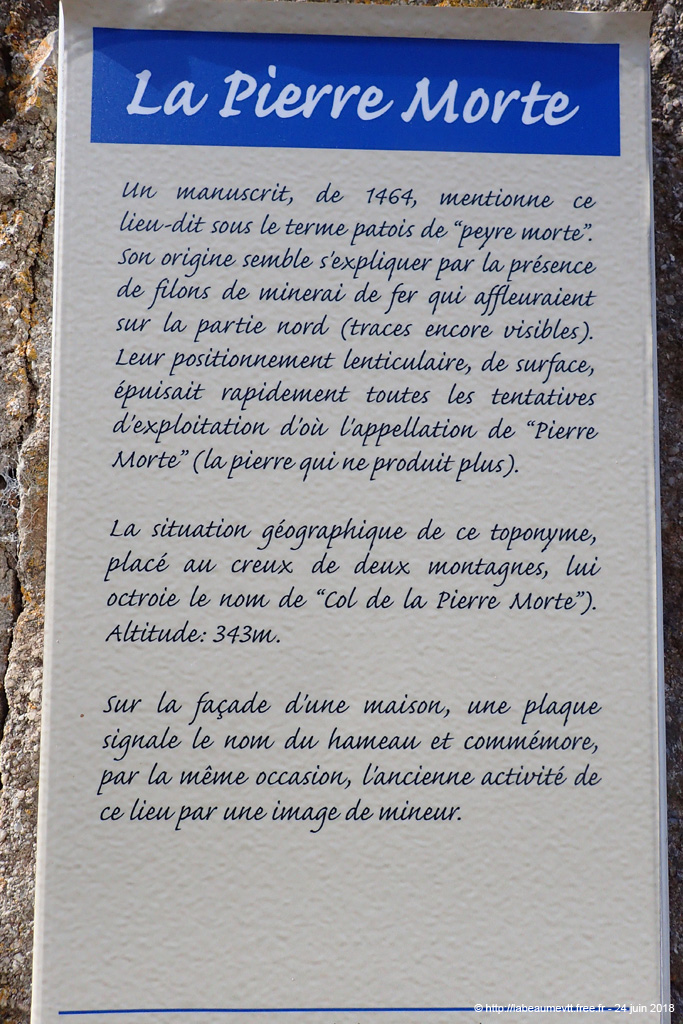 La Pierre Morte
Un manuscrit, de 1464, mentionne ce
lieu-dit sous le terme patois de “peyre morte”.
Son origine semble s'expliquer par la présence
de filons de minerai de fer qui affleuraient
sur la partie nord (traces encore visibles).
Leur positionnement lenticulaire, de surface,
épuisait rapidement toutes les tentatives
d'exploitation d'où l'appellation de “Pierre
Morte” (la pierre qui ne produit plus).
La situation géographique de ce toponyme,
placé au creux de deux montagnes, lui
octroie le nom de “Col de la Pierre Morte”).
Altitude: 343m.
Sur la façade d'une maison, une plaque
signale le nom du hameau et commémore,
par la même occasion, l'ancienne activité de
ce lieu par une image de mineur.
© http://labeaumevtt.free.fr - 24 juin 2018